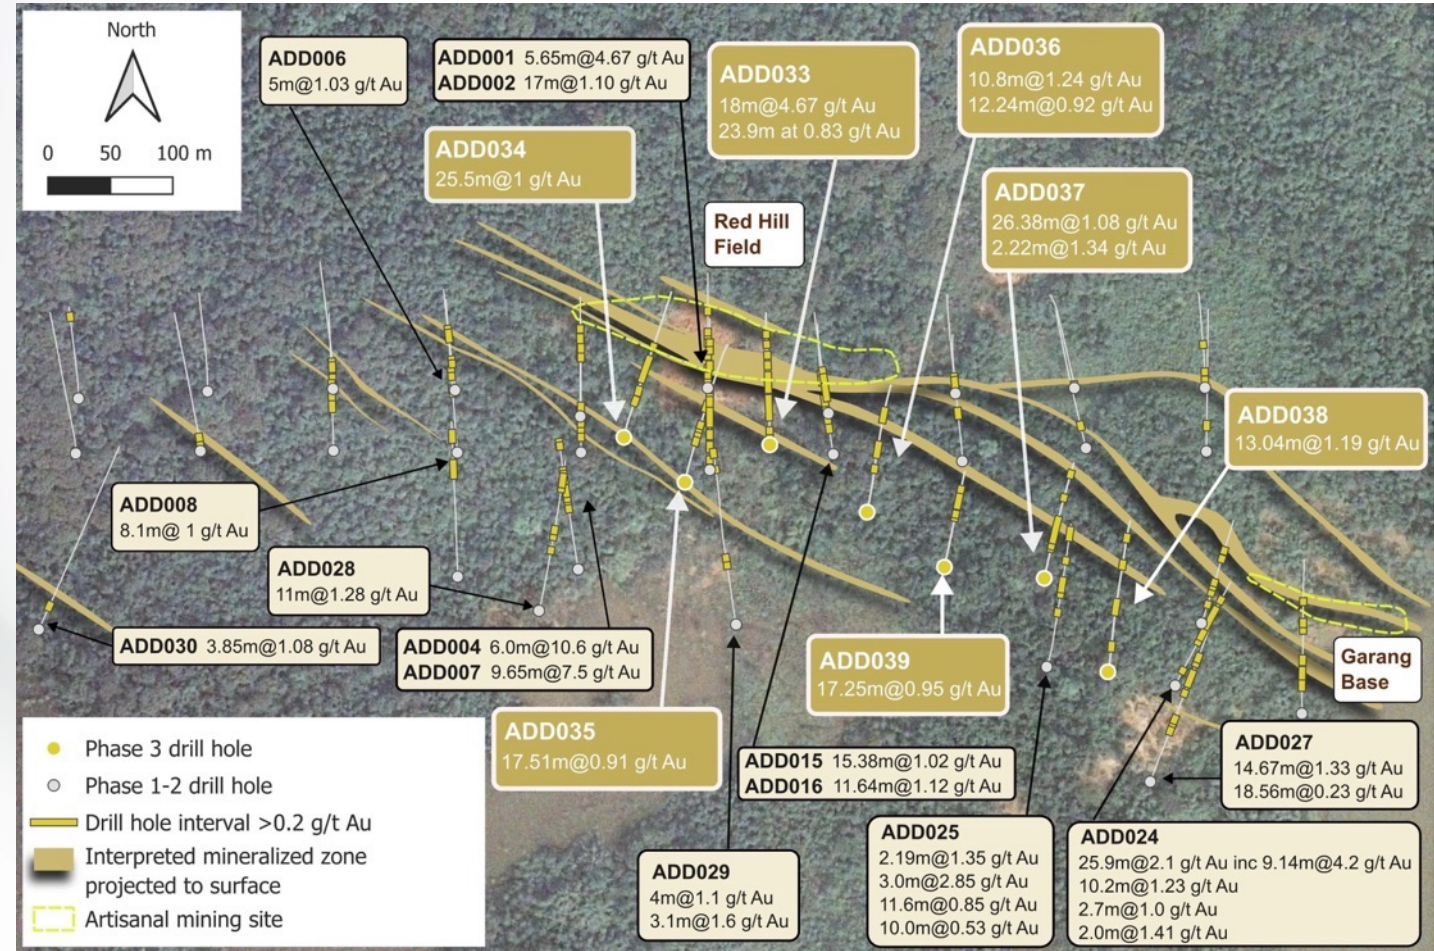 North
0 50 100 m
ADD006
5m@1.03 g/t Au
ADD001 5.65m@4.67 g/t Au
ADD002 17m@1.10 g/t Au
ADD033
18m@4.67 g/t Au
23.9m at 0.83 g/t Au
ADD036
10.8m@1.24 g/t Au
12.24m@0.92 g/t Au
ADD034
25.5m@1 g/t Au
ADD037
26.38m@1.08 g/t Au
2.22m@1.34 g/t Au
Red Hill
Field
ADD038
13.04m@1.19 g/t Au
ADD008
8.1m@ 1 g/t Au
ADD028
11m@1.28 g/t Au
ADD030 3.85m@1.08 g/t Au
ADD004 6.0m@10.6 g/t Au
ADD007 9.65m@7.5 g/t Au
ADD039
17.25m@0.95 g/t Au
Garang
Base
ADD035
17.51m@0.91 g/t Au
ADD015 15.38m@1.02 g/t Au
ADD016 11.64m@1.12 g/t Au
ADD027
14.67m@1.33 g/t Au
18.56m@0.23 g/t Au
ADD029
4m@1.1 g/t Au
3.1m@1.6 g/t Au
ADD025
2.19m@1.35 g/t Au
3.0m@2.85 g/t Au
11.6m@0.85 g/t Au
10.0m@0.53 g/t Au
ADD024
25.9m@2.1 g/t Au inc 9.14m@4.2 g/t Au
10.2m@1.23 g/t Au
2.7m@1.0 g/t Au
2.0m@1.41 g/t Au
Phase 3 drill hole
Phase 1-2 drill hole
Drill hole interval >0.2 g/t Au
Interpreted mineralized zone
projected to surface
Artisanal mining site